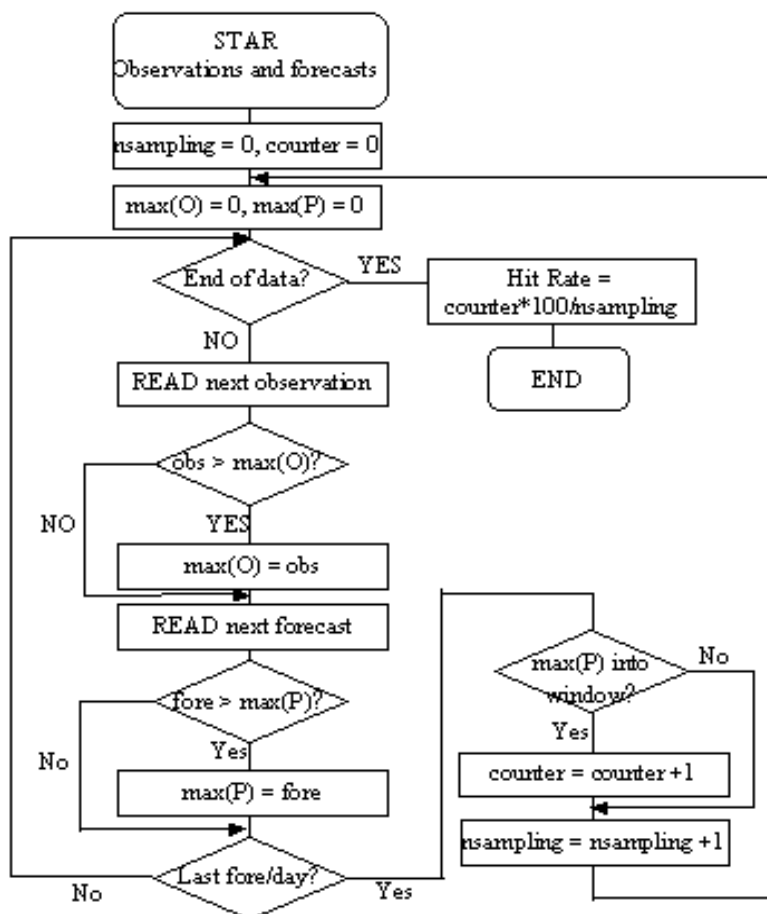 STAR
Observations and forecasts
nsampling = 0, counter = 0
max(O) = 0, max(P) = 0
End of data?
YES
Hit Rate =
counter*100/nsampling
END
NO
READ next observation
obs > max(O)?
NO
YES
max(O) = obs
READ next forecast
fore > max(P)?
No
Yes
max(P) = fore
Last fore/day?
No
Yes
max(P) into
window?
No
Yes
counter = counter +1
nsampling = nsampling +1